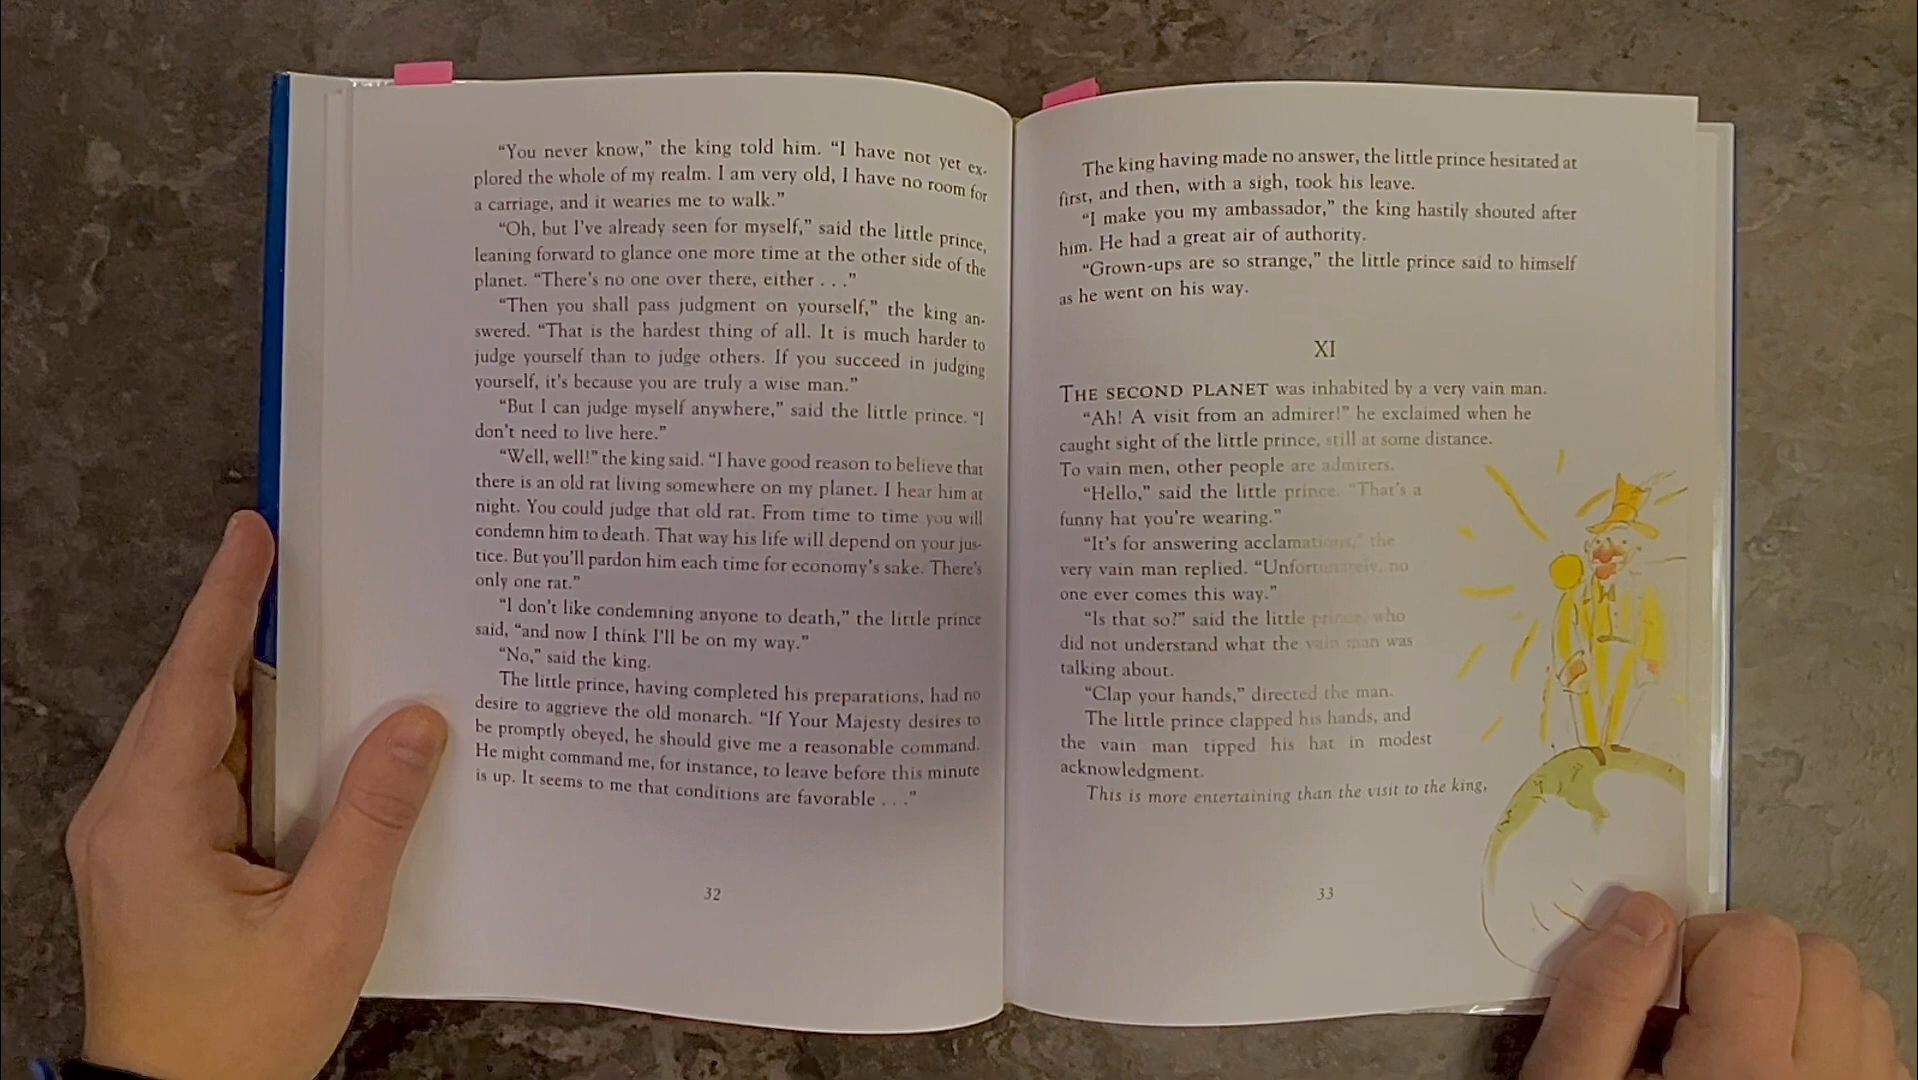 “You never know,” the king told him. “I have not yet ex-
plored the whole of my realm. I am very old, I have no room for
a carriage, and it wearies me to walk.”
“Oh, but I've already seen for myself,” said the little prince,
leaning forward to glance one more time at the other side of the
planet. “There's no one over there, either . . .”
“Then you shall pass judgment on yourself,” the king an-
swered. “That is the hardest thing of all. It is much harder to
judge yourself than to judge others. If you succeed in judging
yourself, it's because you are truly a wise man.”
“But I can judge myself anywhere,” said the little prince. “I
don't need to live here.”
“Well, well!” the king said. “I have good reason to believe that
there is an old rat living somewhere on my planet. I hear him at
night. You could judge that old rat. From time to time you will
condemn him to death. That way his life will depend on your jus-
tice. But you'll pardon him each time for economy's sake. There's
only one rat.”
“I don't like condemning anyone to death,” the little prince
said, “and now I think I'll be on my way.”
“No,” said the king.
The little prince, having completed his preparations, had no
desire to aggrieve the old monarch. “If Your Majesty desires to
be promptly obeyed, he should give me a reasonable command.
He might command me, for instance, to leave before this minute
is up. It seems to me that conditions are favorable . . .”
32
The king having made no answer, the little prince hesitated at
first, and then, with a sigh, took his leave.
“I make you my ambassador,” the king hastily shouted after
him. He had a great air of authority.
“Grown-ups are so strange,” the little prince said to himself
as he went on his way.
XI
THE SECOND PLANET was inhabited by a very vain man.
“Ah! A visit from an admirer!” he exclaimed when he
caught sight of the little prince, still at some distance.
To vain men, other people are admirers.
“Hello,” said the little prince. “That's a
funny hat you're wearing.”
“It's for answering acclamations,” the
very vain man replied. “Unfortunately, no
one ever comes this way.”
“Is that so?” said the little prince, who
did not understand what the vain man was
talking about.
“Clap your hands,” directed the man.
The little prince clapped his hands, and
the vain man tipped his hat in modest
acknowledgment.
This is more entertaining than the visit to the king,
33